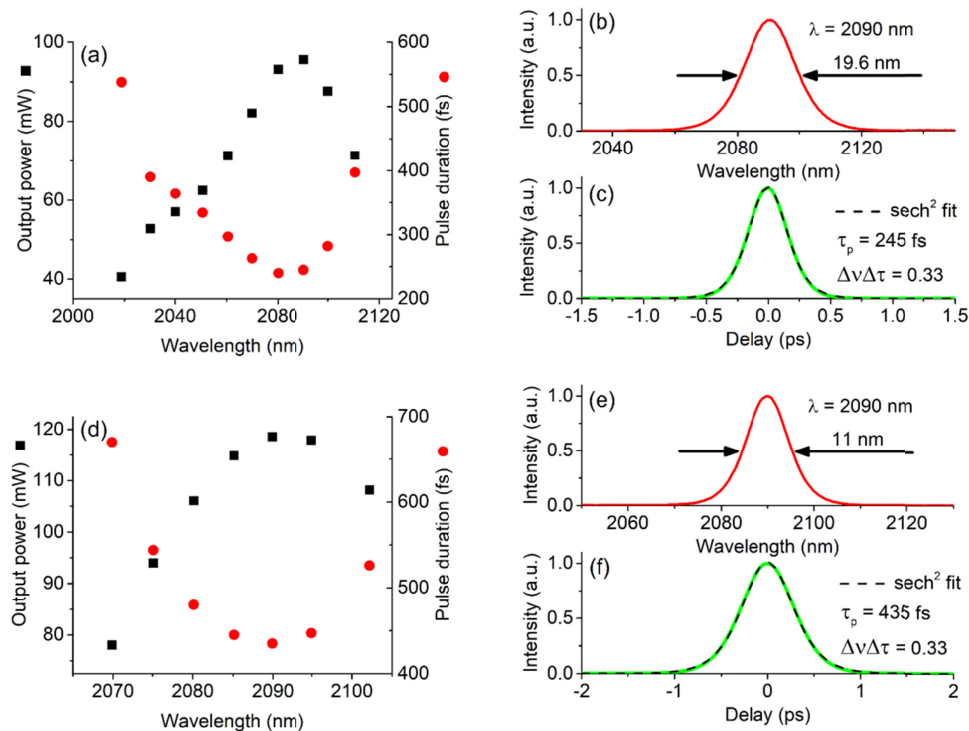 (a)
Output power (mW)
100
80
60
40
600
500
400
300
200
Pulse duration (fs)
2000 2040 2080 2120
Wavelength (nm)
(b)
λ = 2090 nm
19.6 nm
Intensity (a.u.)
1.0
0.5
0.0
2040 2080 2120
Wavelength (nm)
(c)
sech² fit
τp = 245 fs
ΔνΔτ = 0.33
Intensity (a.u.)
1.0
0.5
0.0
-1.5 -1.0 -0.5 0.0 0.5 1.0 1.5
Delay (ps)
(d)
Output power (mW)
120
110
100
90
80
700
600
500
400
Pulse duration (fs)
2070 2080 2090 2100
Wavelength (nm)
(e)
λ = 2090 nm
11 nm
Intensity (a.u.)
1.0
0.5
0.0
2060 2080 2100 2120
Wavelength (nm)
(f)
sech² fit
τp = 435 fs
ΔνΔτ = 0.33
Intensity (a.u.)
1.0
0.5
0.0
-2 -1 0 1 2
Delay (ps)